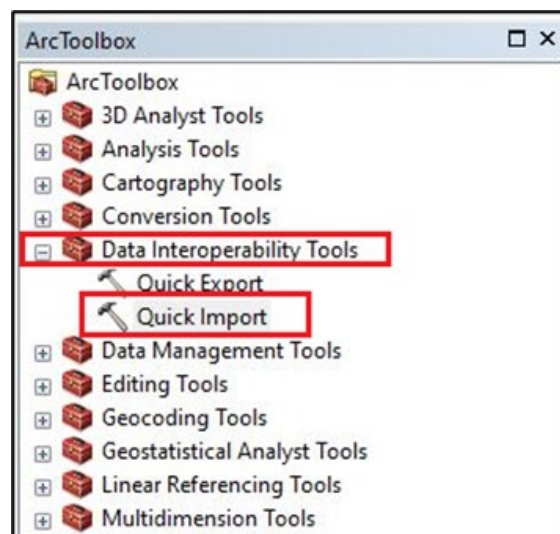 ArcToolbox
ArcToolbox
3D Analyst Tools
Analysis Tools
Cartography Tools
Conversion Tools
Data Interoperability Tools
Quick Export
Quick Import
Data Management Tools
Editing Tools
Geocoding Tools
Geostatistical Analyst Tools
Linear Referencing Tools
Multidimension Tools